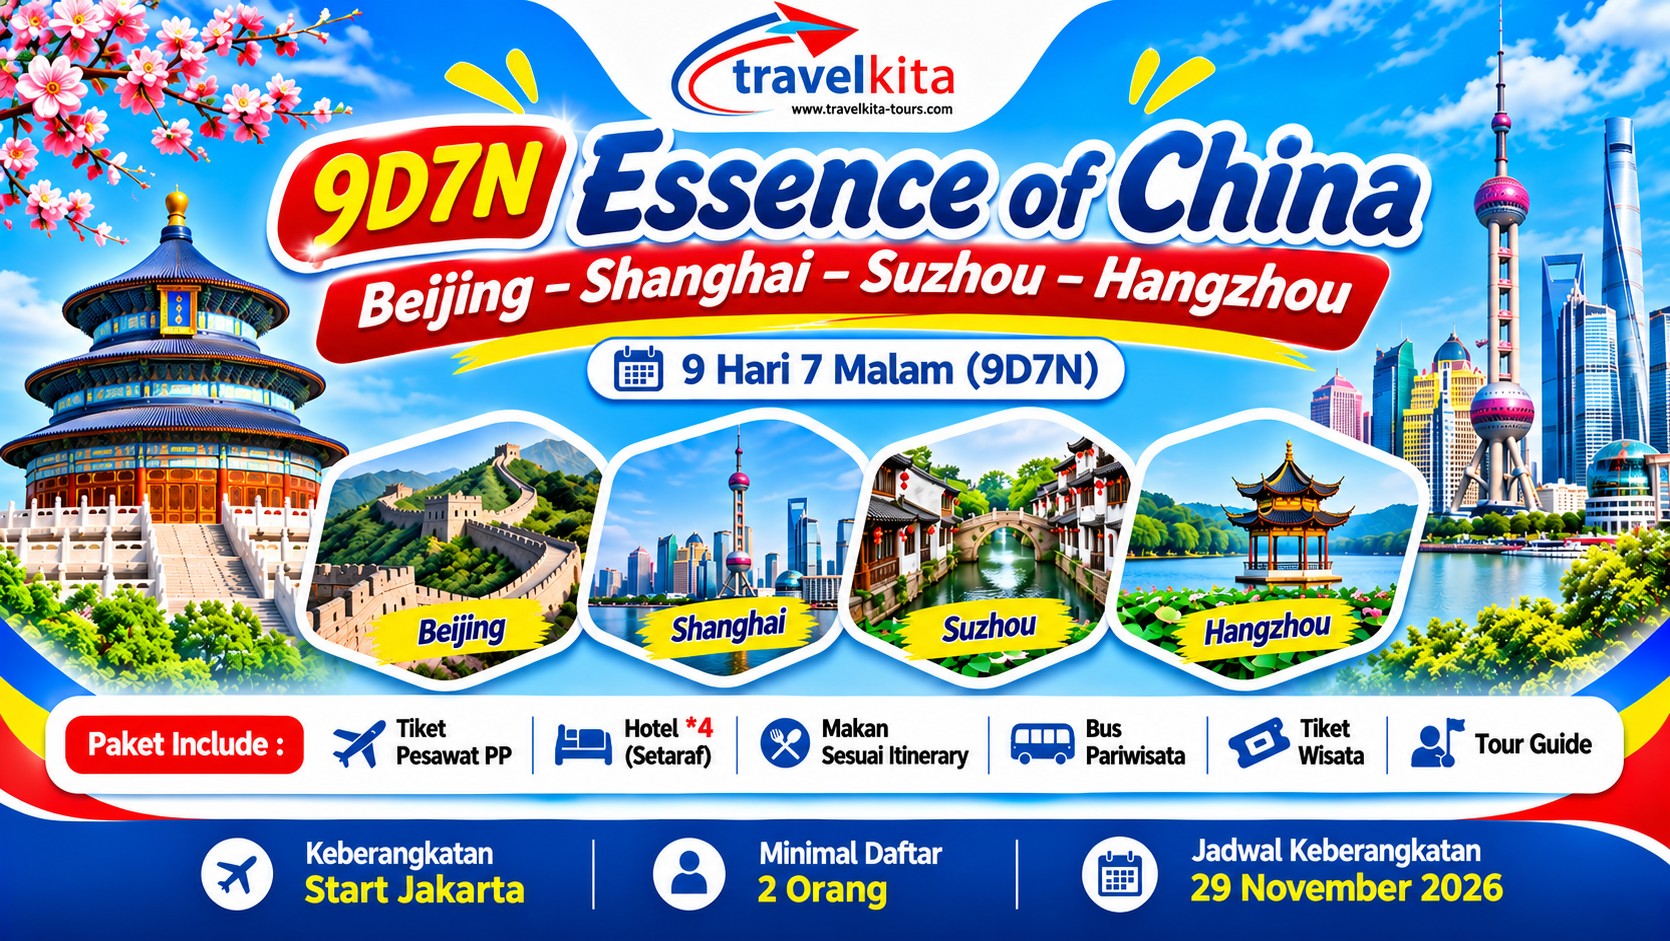 travelkita
www.travelkita-tours.com
9D7N Essence of China
Beijing – Shanghai – Suzhou – Hangzhou
9 Hari 7 Malam (9D7N)
Beijing
Shanghai
Suzhou
Hangzhou
Paket Include :
Tiket
Pesawat PP
Hotel *4
(Setaraf)
Makan
Sesuai Itinerary
Bus
Pariwisata
Tiket
Wisata
Tour Guide
Keberangkatan
Start Jakarta
Minimal Daftar
2 Orang
Jadwal Keberangkatan
29 November 2026